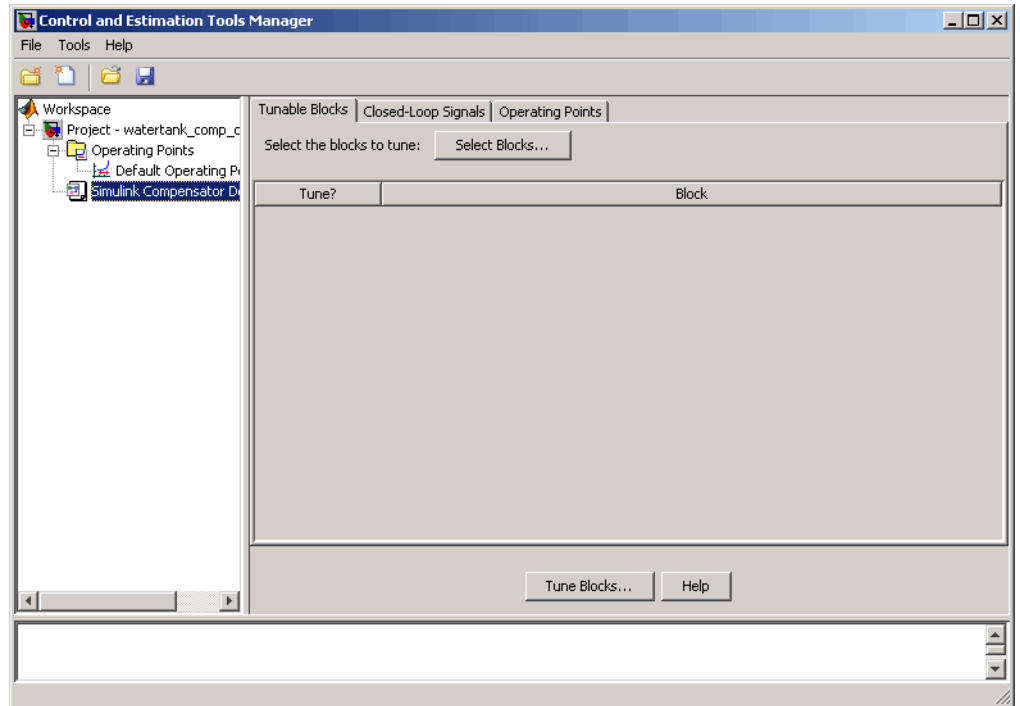 Control and Estimation Tools Manager
File Tools Help
Workspace
Project - watertank_comp_c
Operating Points
Default Operating P
Simulink Compensator D
Tunable Blocks Closed-Loop Signals Operating Points
Select the blocks to tune: Select Blocks...
Tune? Block
Tune Blocks... Help